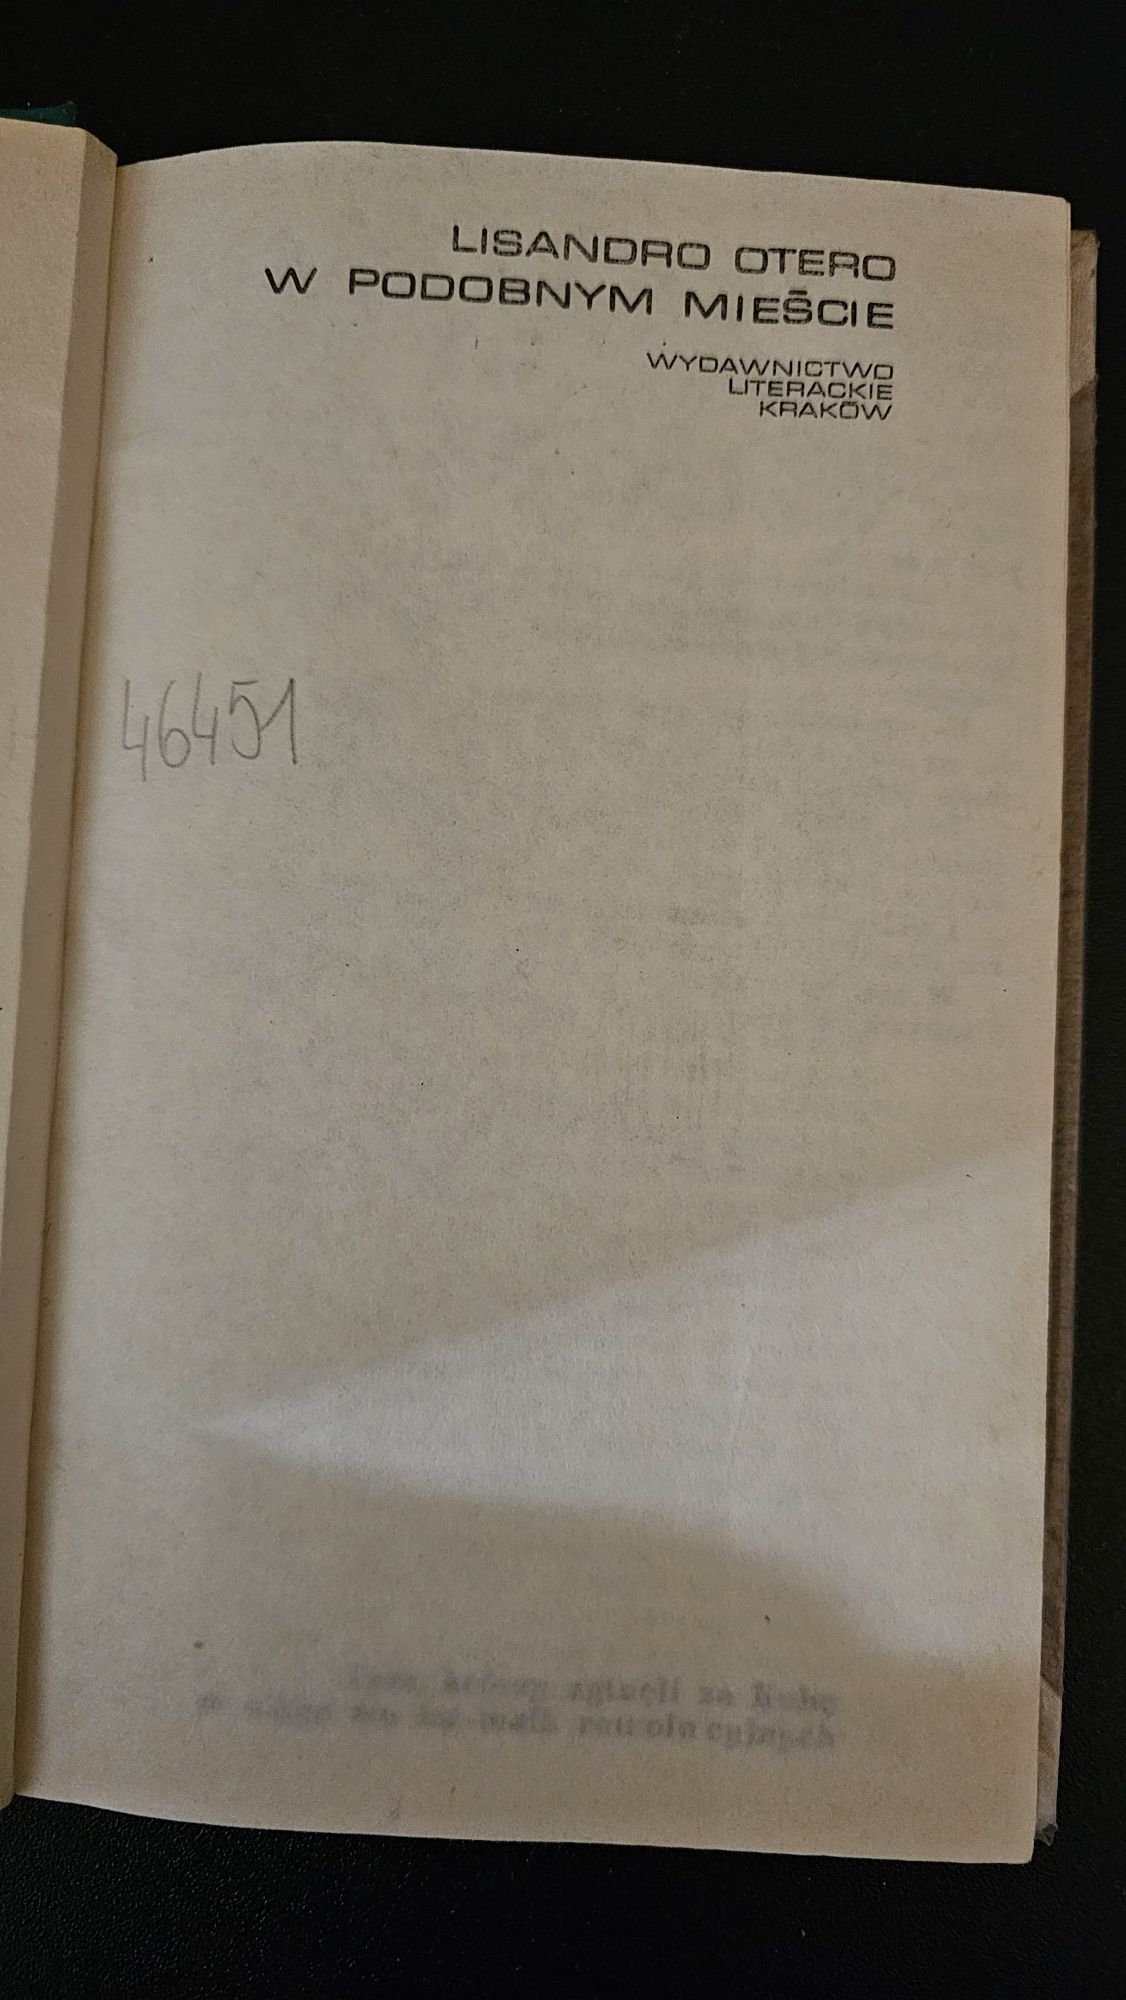 LISANDRO OTERO
W PODOBNYM MIEŚCIE
WYDAWNICTWO
LITERACKIE
KRAKÓW
46451